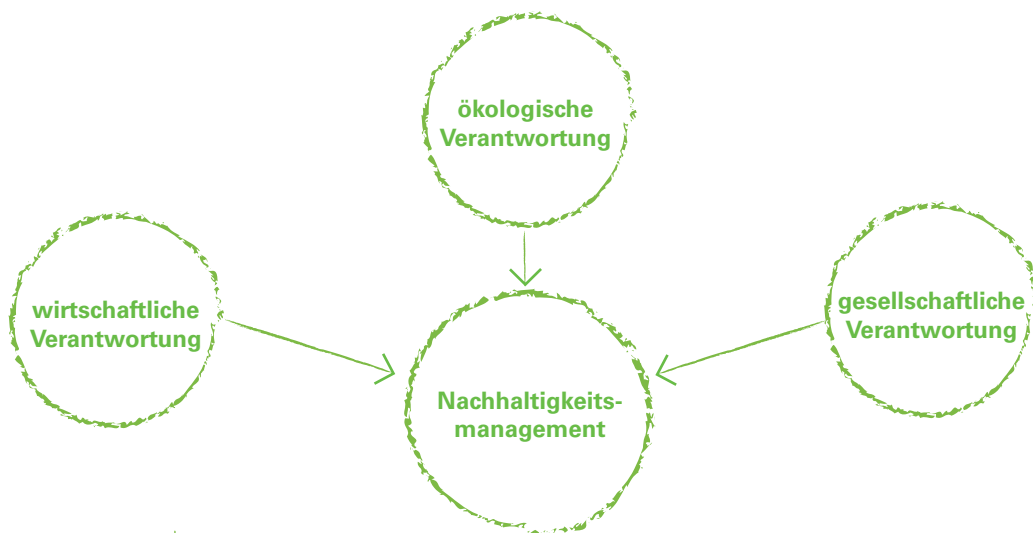 ökologische
Verantwortung
wirtschaftliche
Verantwortung
gesellschaftliche
Verantwortung
Nachhaltigkeits-
management